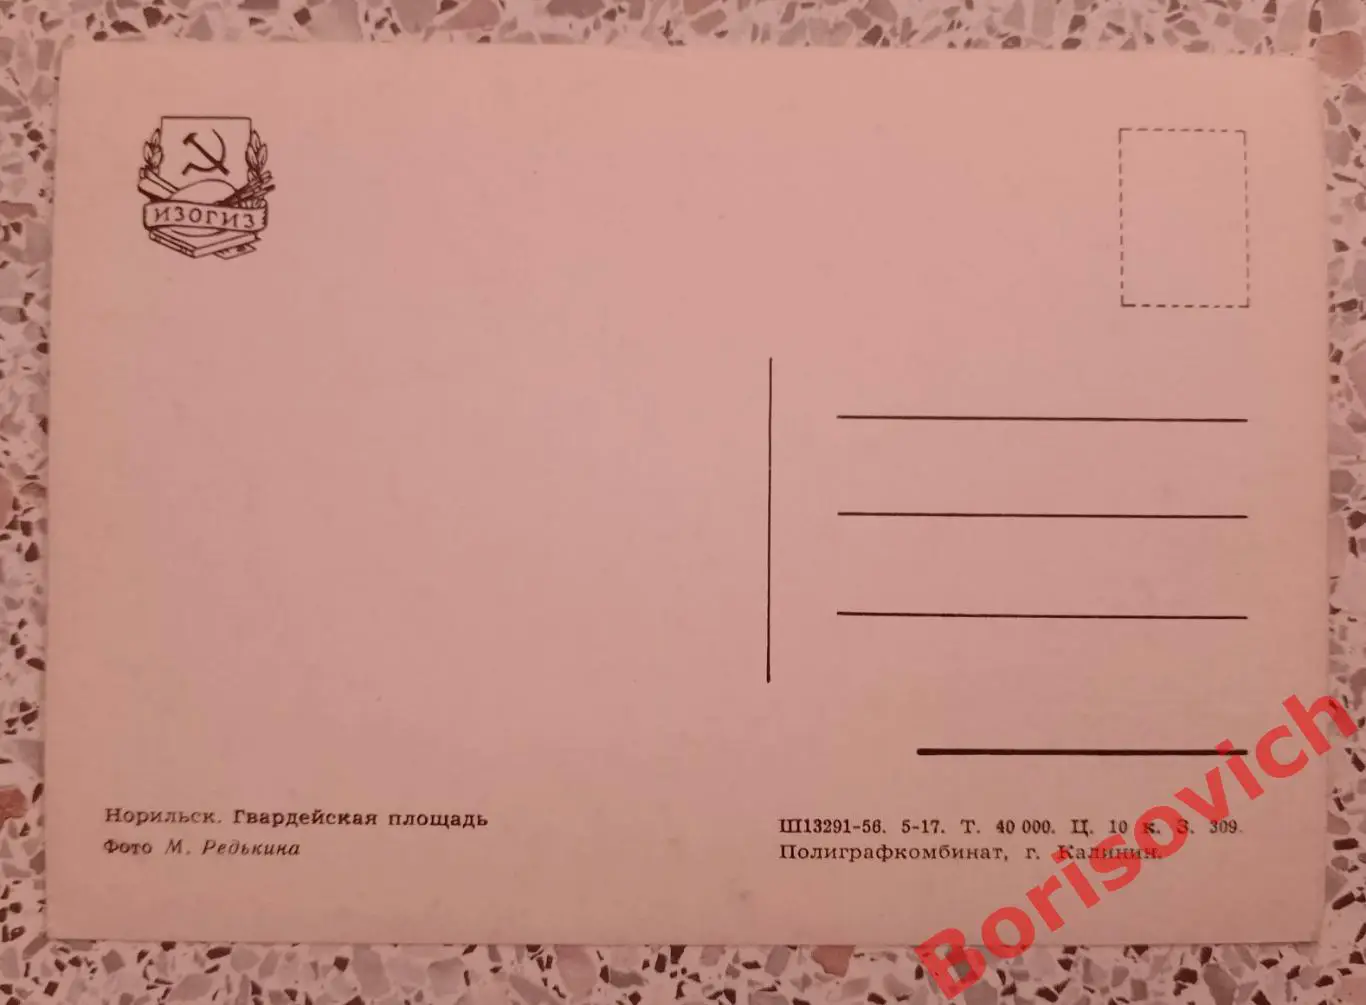 ИЗОГИЗ
Норильск. Гвардейская площадь
Фото М. Редькина
Ш13291-56. 5-17. Т. 40 000. Ц. 10 к. З. 309.
Полиграфкомбинат, г. Калинин.
Borisovich